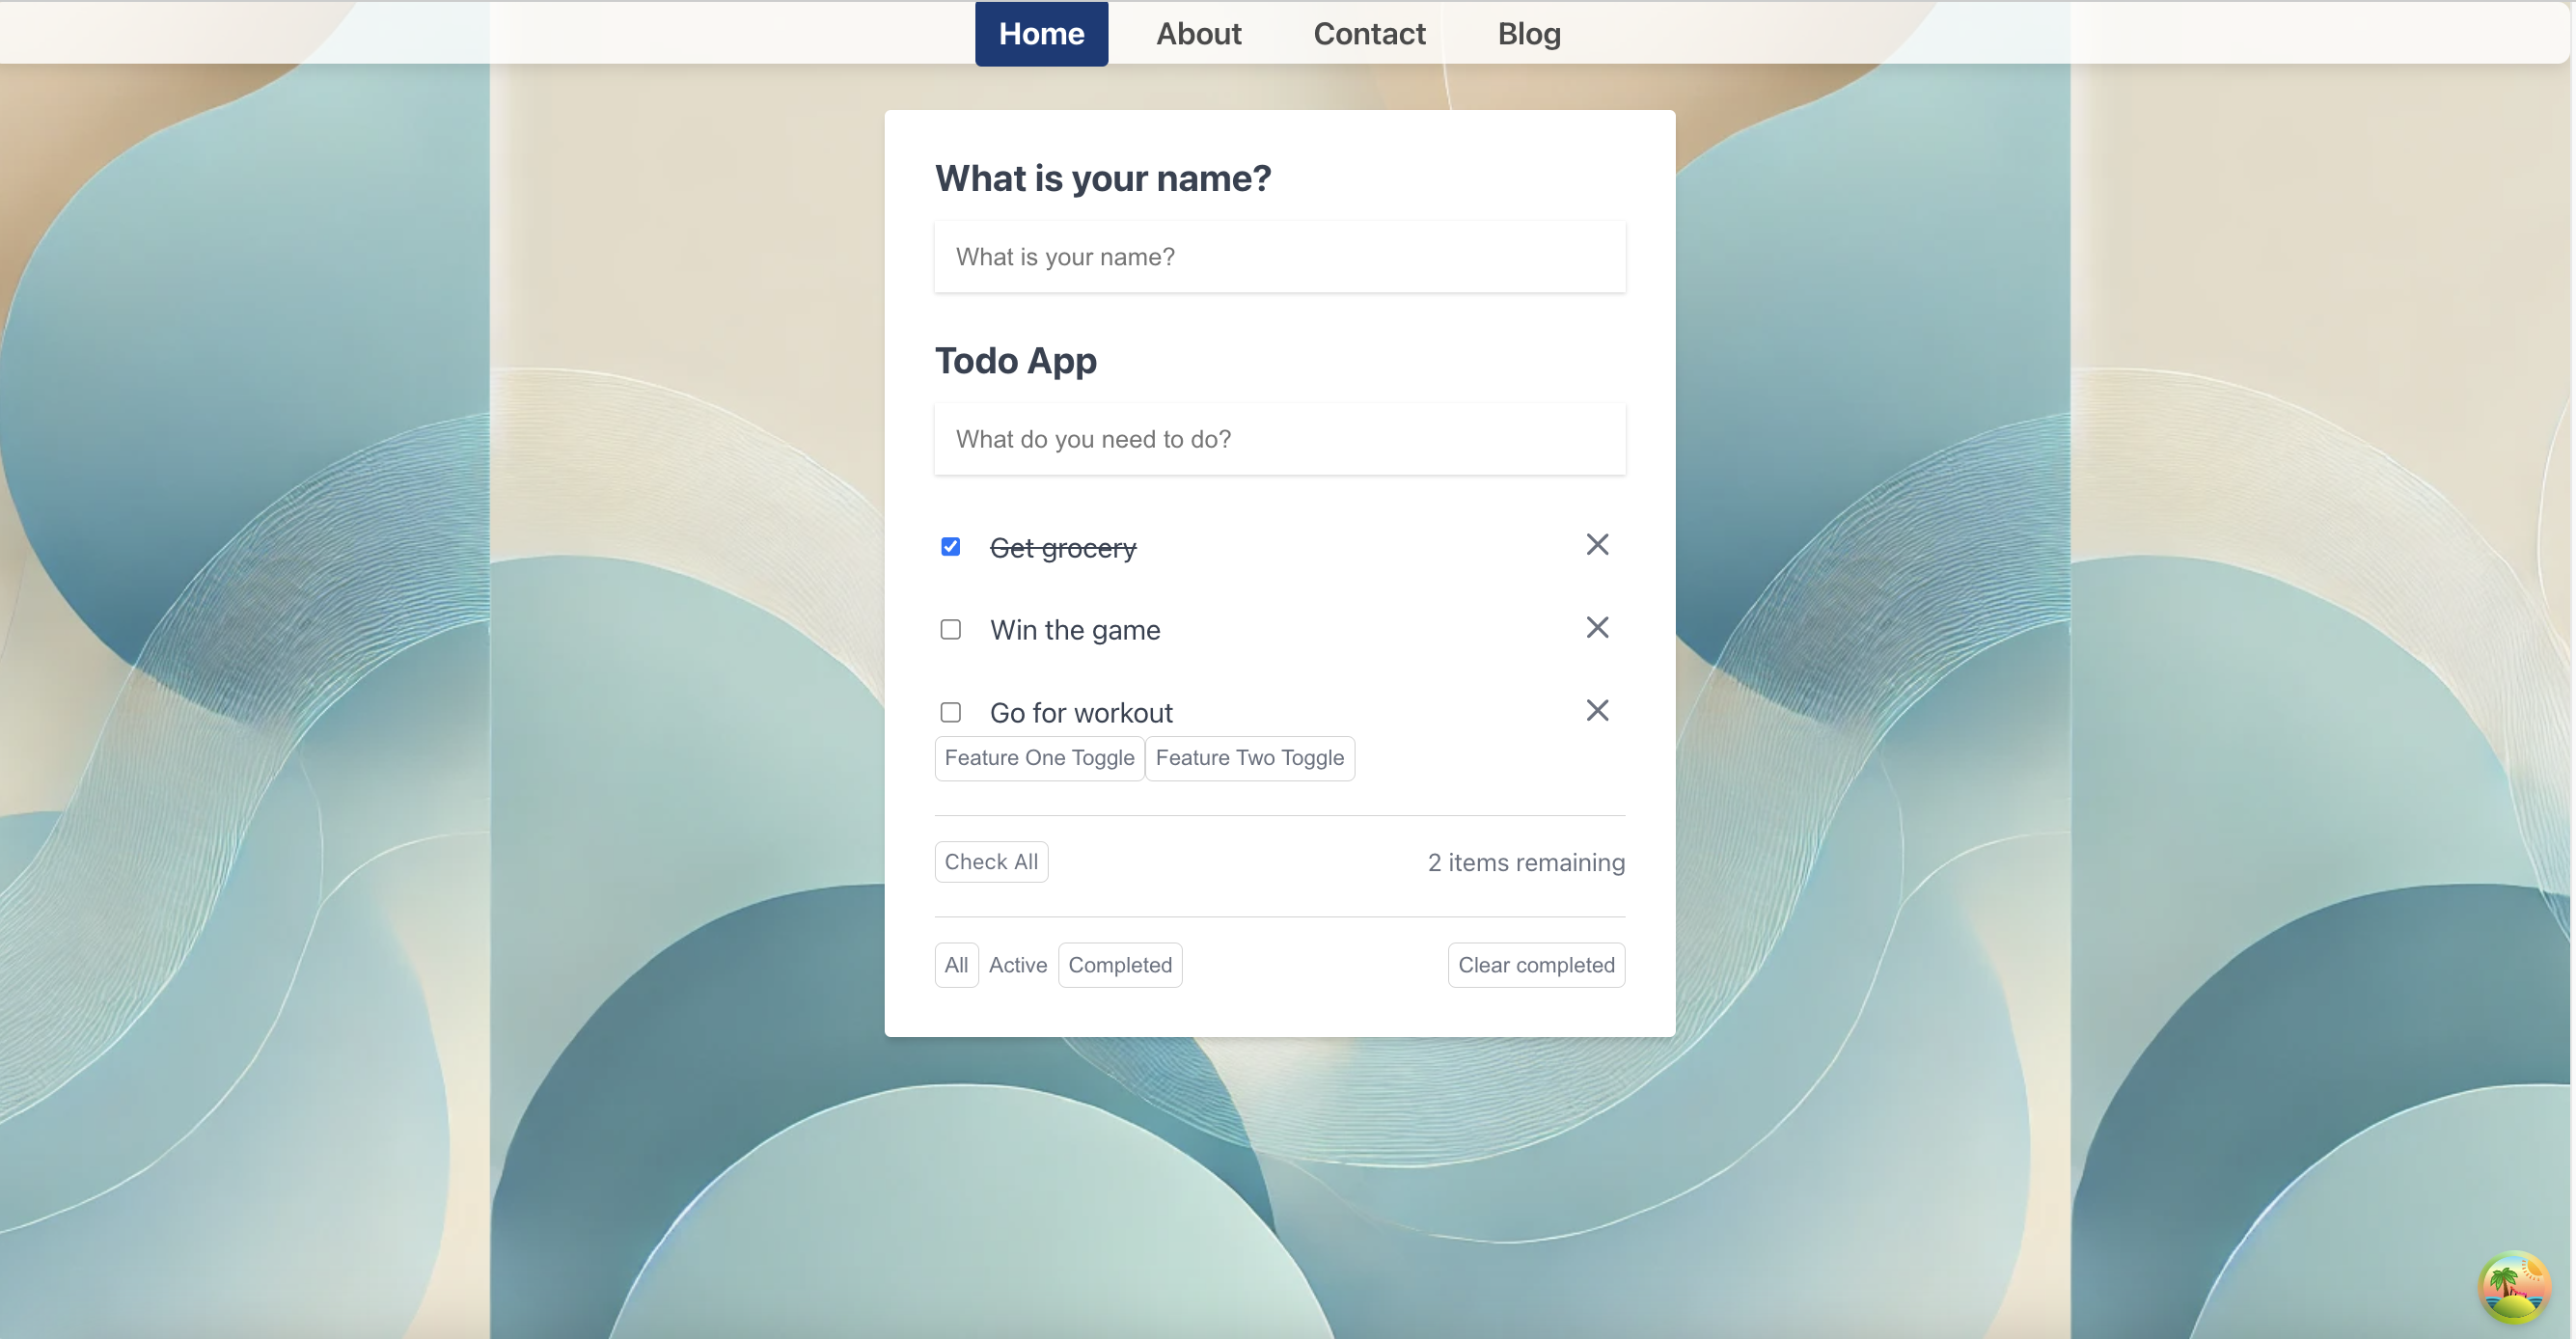 Home About Contact Blog
What is your name?
What is your name?
Todo App
What do you need to do?
Get grocery
Win the game
Go for workout
Feature One Toggle Feature Two Toggle
Check All 2 items remaining
All Active Completed Clear completed